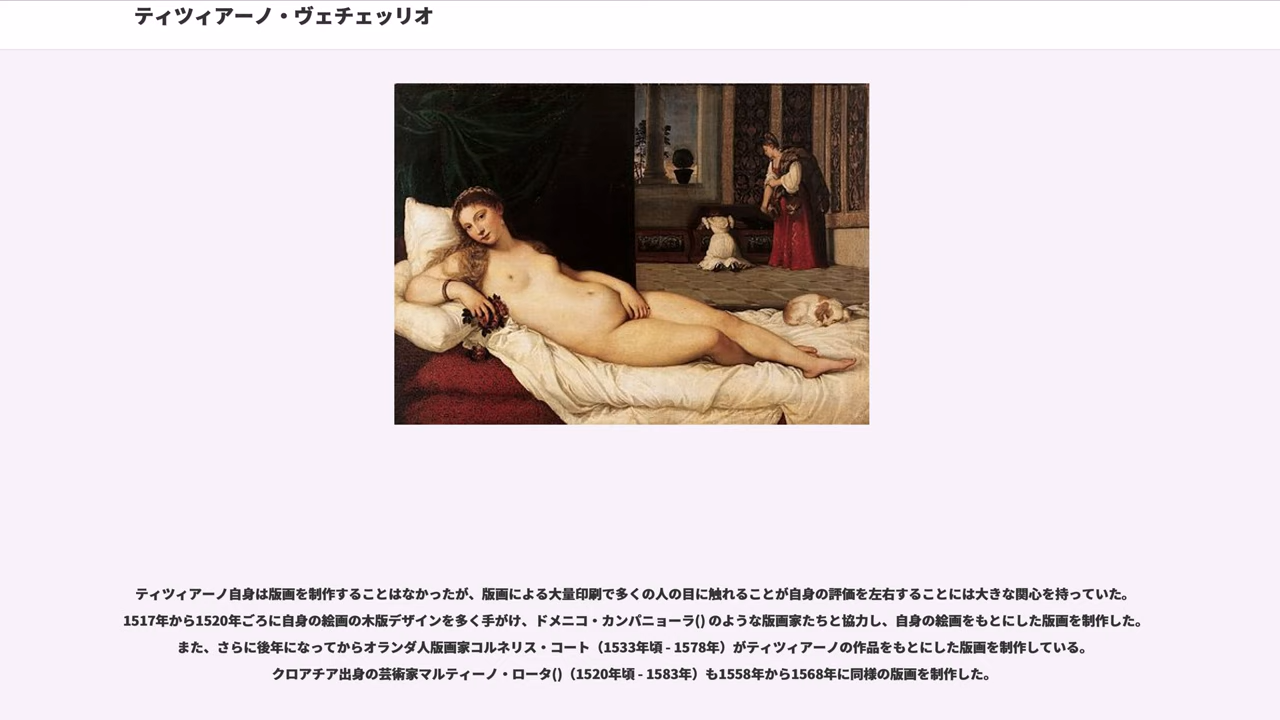 ティツィアーノ・ヴェチェッリオ
ティツィアーノ自身は版画を制作することはなかったが、版画による大量印刷で多くの人の目に触れることが自身の評価を左右することには大きな関心を持っていた。
1517年から1520年ごろに自身の絵画の木版デザインを多く手がけ、ドメニコ・カンパニョーラ() のような版画家たちと協力し、自身の絵画をもとにした版画を制作した。
また、さらに後年になってからオランダ人版画家コルネリス・コート（1533年頃 - 1578年）がティツィアーノの作品をもとにした版画を制作している。
クロアチア出身の芸術家マルティーノ・ロータ()（1520年頃 - 1583年）も1558年から1568年に同様の版画を制作した。